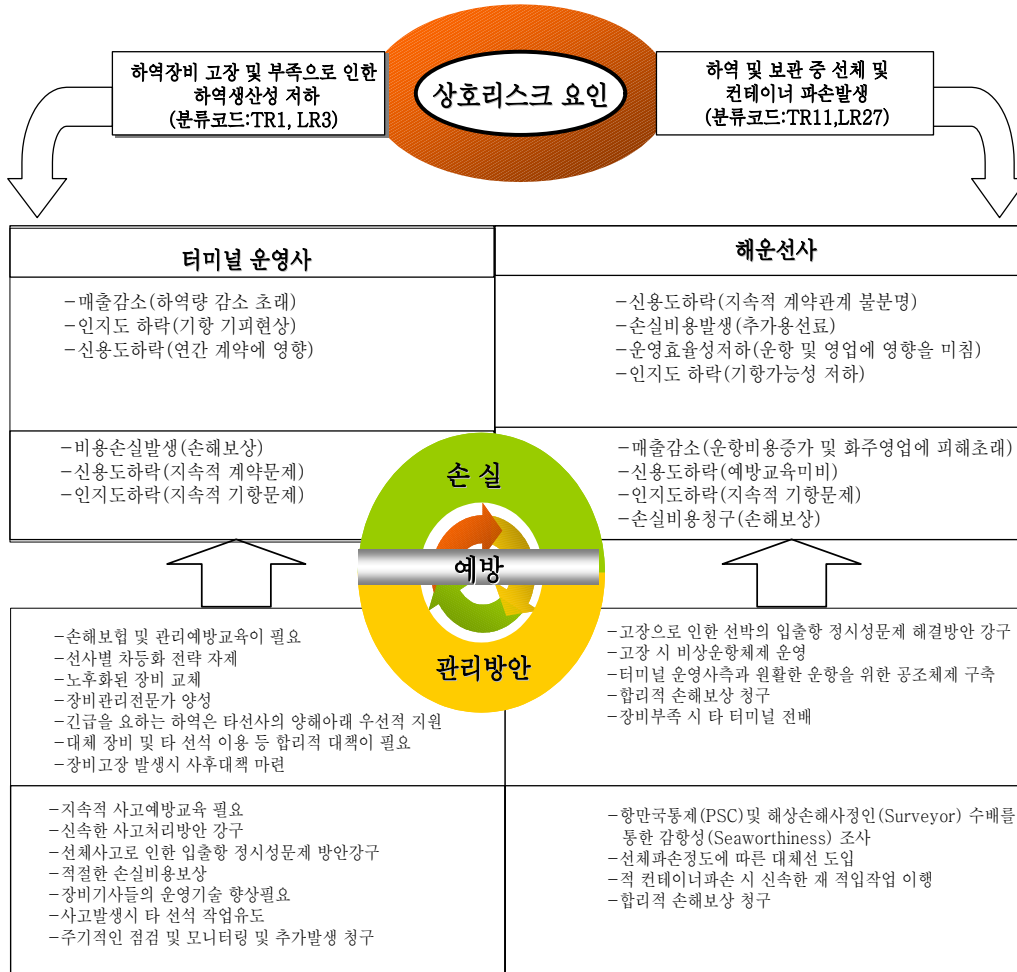 하역장비 고장 및 부족으로 인한
하역생산성 저하
(분류코드:TR1, LR3)
상호리스크 요인
하역 및 보관 중 선체 및
컨테이너 파손발생
(분류코드:TR11,LR27)
터미널 운영사
해운선사
-매출감소(하역량 감소 초래)
-인지도 하락(기항 기피현상)
-신용도하락(연간 계약에 영향)
-신용도하락(지속적 계약관계 불분명)
-손실비용발생(추가용선료)
-운영효율성저하(운항 및 영업에 영향을 미침)
-인지도 하락(기항가능성 저하)
-비용손실발생(손해보상)
-신용도하락(지속적 계약문제)
-인지도하락(지속적 기항문제)
-매출감소(운항비용증가 및 화주영업에 피해초래)
-신용도하락(예방교육미비)
-인지도하락(지속적 기항문제)
-손실비용청구(손해보상)
손 실
예방
관리방안
-손해보험 및 관리예방교육이 필요
-선사별 차등화 전략 자제
-노후화된 장비 교체
-장비관리전문가 양성
-긴급을 요하는 하역은 타선사의 양해아래 우선적 지원
-대체 장비 및 타 선석 이용 등 합리적 대책이 필요
-장비고장 발생시 사후대책 마련
-고장으로 인한 선박의 입출항 정시성문제 해결방안 강구
-고장 시 비상운항체제 운영
-터미널 운영사측과 원활한 운항을 위한 공조체제 구축
-합리적 손해보상 청구
-장비부족 시 타 터미널 전배
-지속적 사고예방교육 필요
-신속한 사고처리방안 강구
-선체사고로 인한 입출항 정시성문제 방안강구
-적절한 손실비용보상
-장비기사들의 운영기술 향상필요
-사고발생시 타 선석 작업유도
-주기적인 점검 및 모니터링 및 추가발생 청구
-항만국통제(PSC)및 해상손해사정인(Surveyor) 수배를
통한 감항성(Seaworthiness) 조사
-선체파손정도에 따른 대체선 도입
-적 컨테이너파손 시 신속한 재 적입작업 이행
-합리적 손해보상 청구